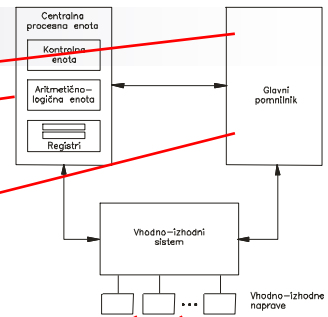 Centralna
procesna enota
Kontrolna
enota
Aritmetično-
logična enota
Registri
Glavni
pomnilnik
Vhodno-izhodni
sistem
Vhodno-izhodne
naprave